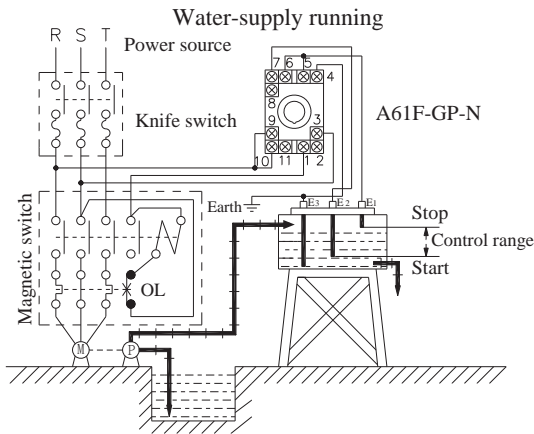 Water-supply running
R S T
Power source
7 6 5 4
8
A61F-GP-N
Knife switch
9 3
10 11 1 2
Magnetic switch
Earth
E3 E2 E1
Stop
Control range
Start
OL
M P